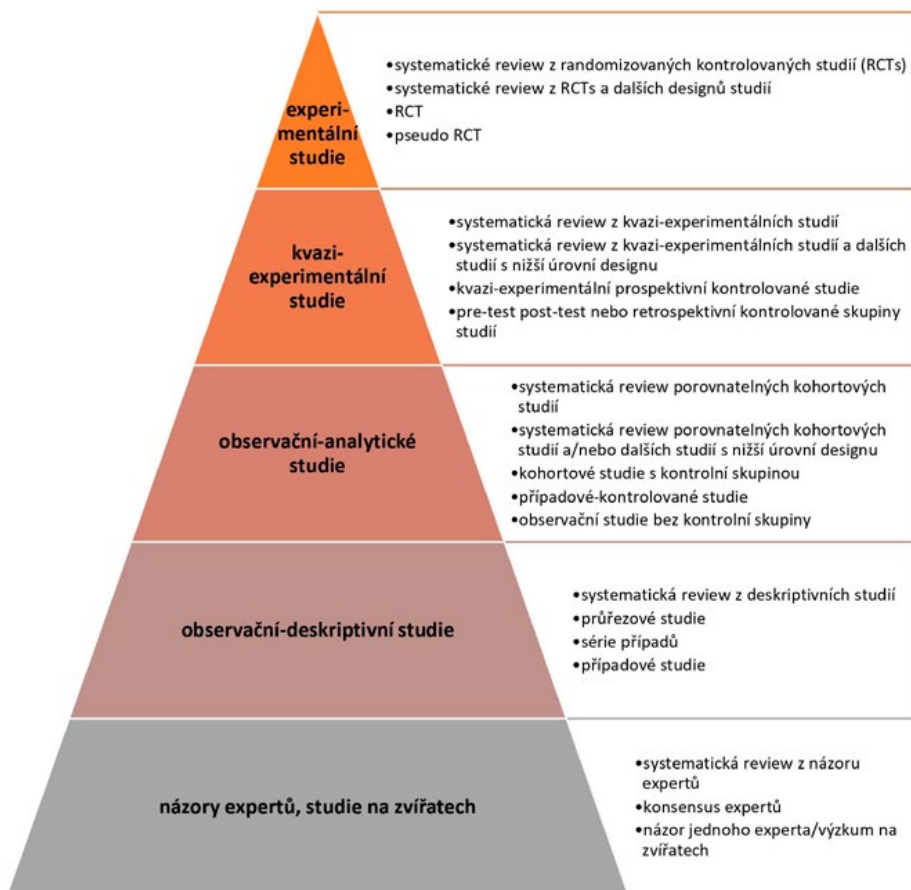 experi-
mentální
studie
•systematické review z randomizovaných kontrolovaných studií (RCTs)
•systematické review z RCTs a dalších designů studií
•RCT
•pseudo RCT
kvazi-
experimentální
studie
•systematická review z kvazi-experimentálních studií
•systematická review z kvazi-experimentálních studií a dalších
studií s nižší úrovní designu
•kvazi-experimentální prospektivní kontrolované studie
•pre-test post-test nebo retrospektivní kontrolované skupiny
studií
observační-analytické
studie
•systematická review porovnatelných kohortových
studií
•systematická review porovnatelných kohortových
studií a/nebo dalších studií s nižší úrovní designu
•kohortové studie s kontrolní skupinou
•případové-kontrolované studie
•observační studie bez kontrolní skupiny
observační-deskriptivní studie
•systematická review z deskriptivních studií
•průřezové studie
•série případů
•případové studie
názory expertů, studie na zvířatech
•systematická review z názoru
expertů
•konsensus expertů
•názor jednoho experta/výzkum na
zvířatech